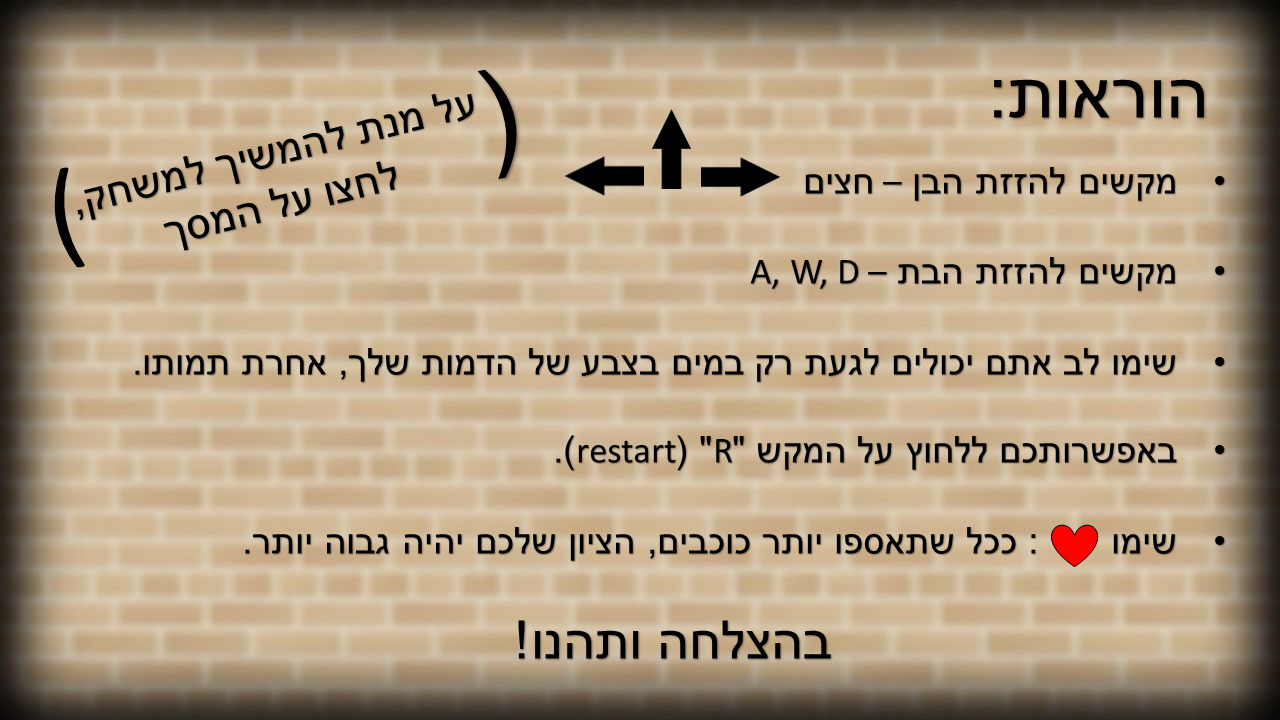 הוראות:
(על מנת להמשיך למשחק,
לחצו על המסך)
• מקשים להזזת הבן – חצים
• מקשים להזזת הבת – A, W, D
• שימו לב אתם יכולים לגעת רק במים בצבע של הדמות שלך, אחרת תמותו.
• באפשרותכם ללחוץ על המקש "R" (restart).
• שימו ❤ : ככל שתאספו יותר כוכבים, הציון שלכם יהיה גבוה יותר.
בהצלחה ותהנו!